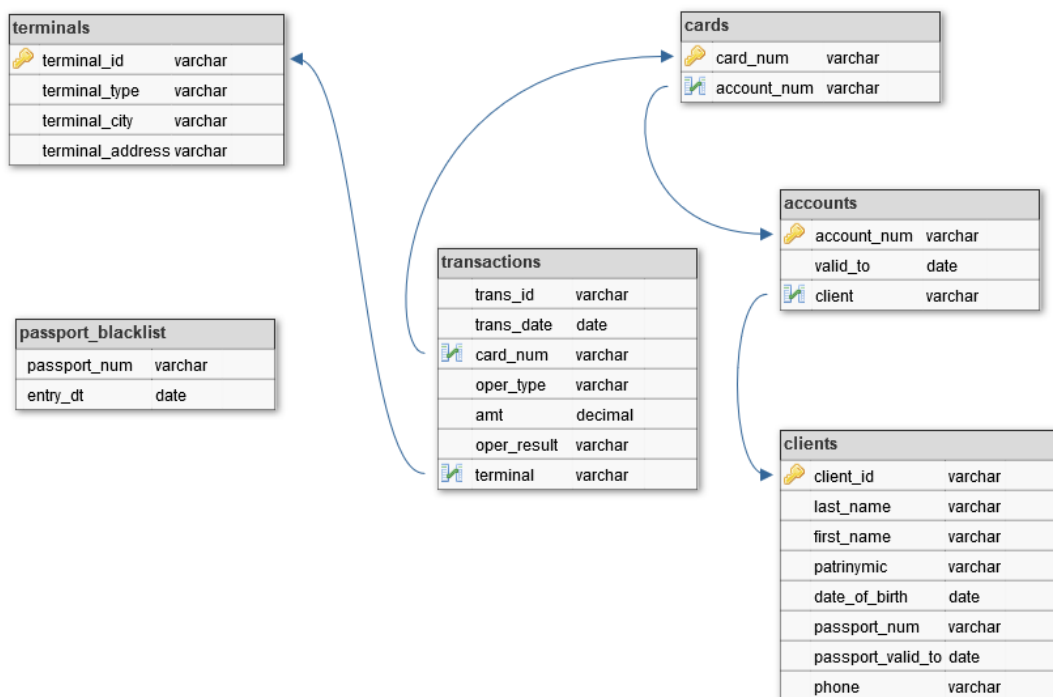 terminals
terminal_id varchar
terminal_type varchar
terminal_city varchar
terminal_address varchar
cards
card_num varchar
account_num varchar
accounts
account_num varchar
valid_to date
client varchar
transactions
trans_id varchar
trans_date date
card_num varchar
oper_type varchar
amt decimal
oper_result varchar
terminal varchar
passport_blacklist
passport_num varchar
entry_dt date
clients
client_id varchar
last_name varchar
first_name varchar
patrinymic varchar
date_of_birth date
passport_num varchar
passport_valid_to date
phone varchar